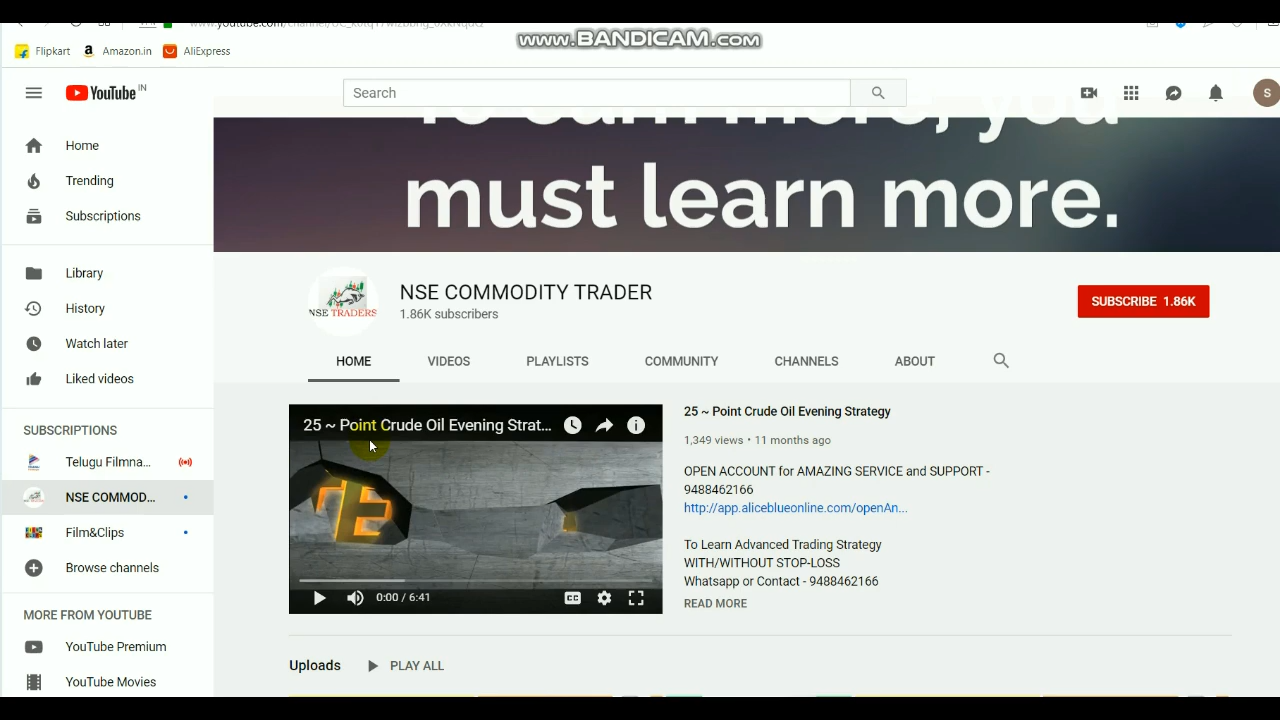 www.BANDICAM.com
Flipkart
Amazon.in
AliExpress
YouTube IN
Search
S
must learn more.
Home
Trending
Subscriptions
Library
History
Watch later
Liked videos
SUBSCRIPTIONS
Telugu Filmna...
NSE COMMOD...
Film&Clips
Browse channels
MORE FROM YOUTUBE
YouTube Premium
YouTube Movies
NSE TRADERS
NSE COMMODITY TRADER
1.86K subscribers
SUBSCRIBE 1.86K
HOME VIDEOS PLAYLISTS COMMUNITY CHANNELS ABOUT
25 ~ Point Crude Oil Evening Strat...
0:00 / 6:41
CC
25 ~ Point Crude Oil Evening Strategy
1,349 views • 11 months ago
OPEN ACCOUNT for AMAZING SERVICE and SUPPORT -
9488462166
http://app.aliceblueonline.com/openAn...
To Learn Advanced Trading Strategy
WITH/WITHOUT STOP-LOSS
Whatsapp or Contact - 9488462166
READ MORE
Uploads PLAY ALL